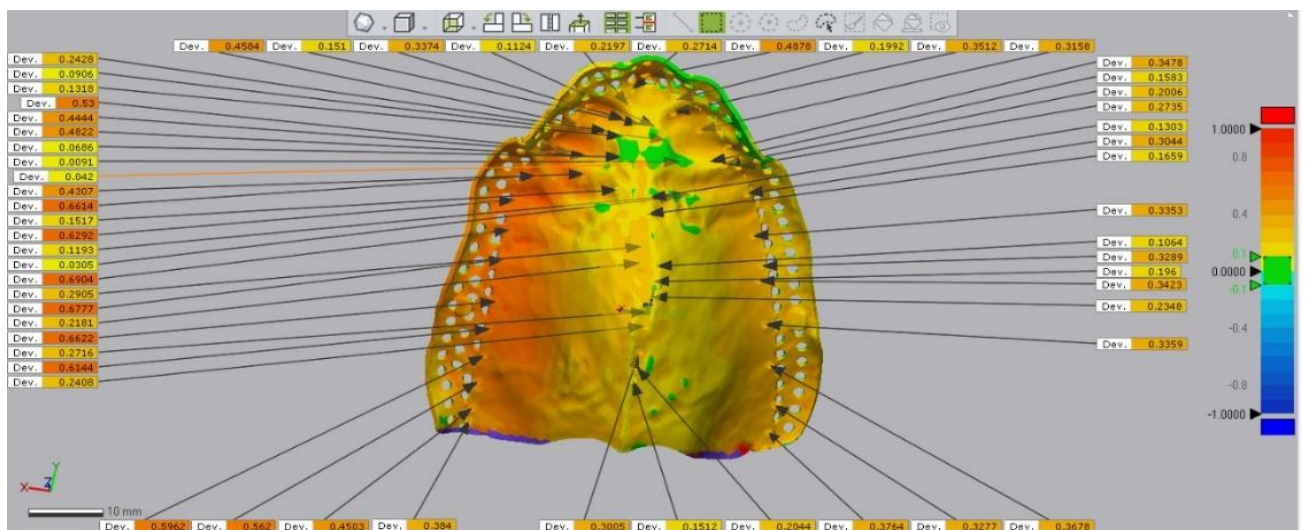 Dev. 0.4584 Dev. 0.151 Dev. 0.3374 Dev. 0.1124 Dev. 0.2197 Dev. 0.2714 Dev. 0.4878 Dev. 0.1992 Dev. 0.3512 Dev. 0.3158
Dev. 0.2428
Dev. 0.0906
Dev. 0.1318
Dev. 0.53
Dev. 0.4444
Dev. 0.4822
Dev. 0.0686
Dev. 0.0091
Dev. 0.042
Dev. 0.4307
Dev. 0.6614
Dev. 0.1517
Dev. 0.6292
Dev. 0.1193
Dev. 0.0305
Dev. 0.6904
Dev. 0.2905
Dev. 0.6777
Dev. 0.2181
Dev. 0.6622
Dev. 0.2716
Dev. 0.6144
Dev. 0.2408
Dev. 0.3478
Dev. 0.1583
Dev. 0.2006
Dev. 0.2735
Dev. 0.1303
Dev. 0.3044
Dev. 0.1659
Dev. 0.3353
Dev. 0.1064
Dev. 0.3289
Dev. 0.196
Dev. 0.3423
Dev. 0.2348
Dev. 0.3359
1.0000
0.8
0.4
0.1
0.0000
-0.1
-0.4
-0.8
-1.0000
Y
X Z
10 mm
Dev. 0.5962 Dev. 0.562 Dev. 0.4503 Dev. 0.384 Dev. 0.3005 Dev. 0.1512 Dev. 0.2044 Dev. 0.3764 Dev. 0.3277 Dev. 0.3678